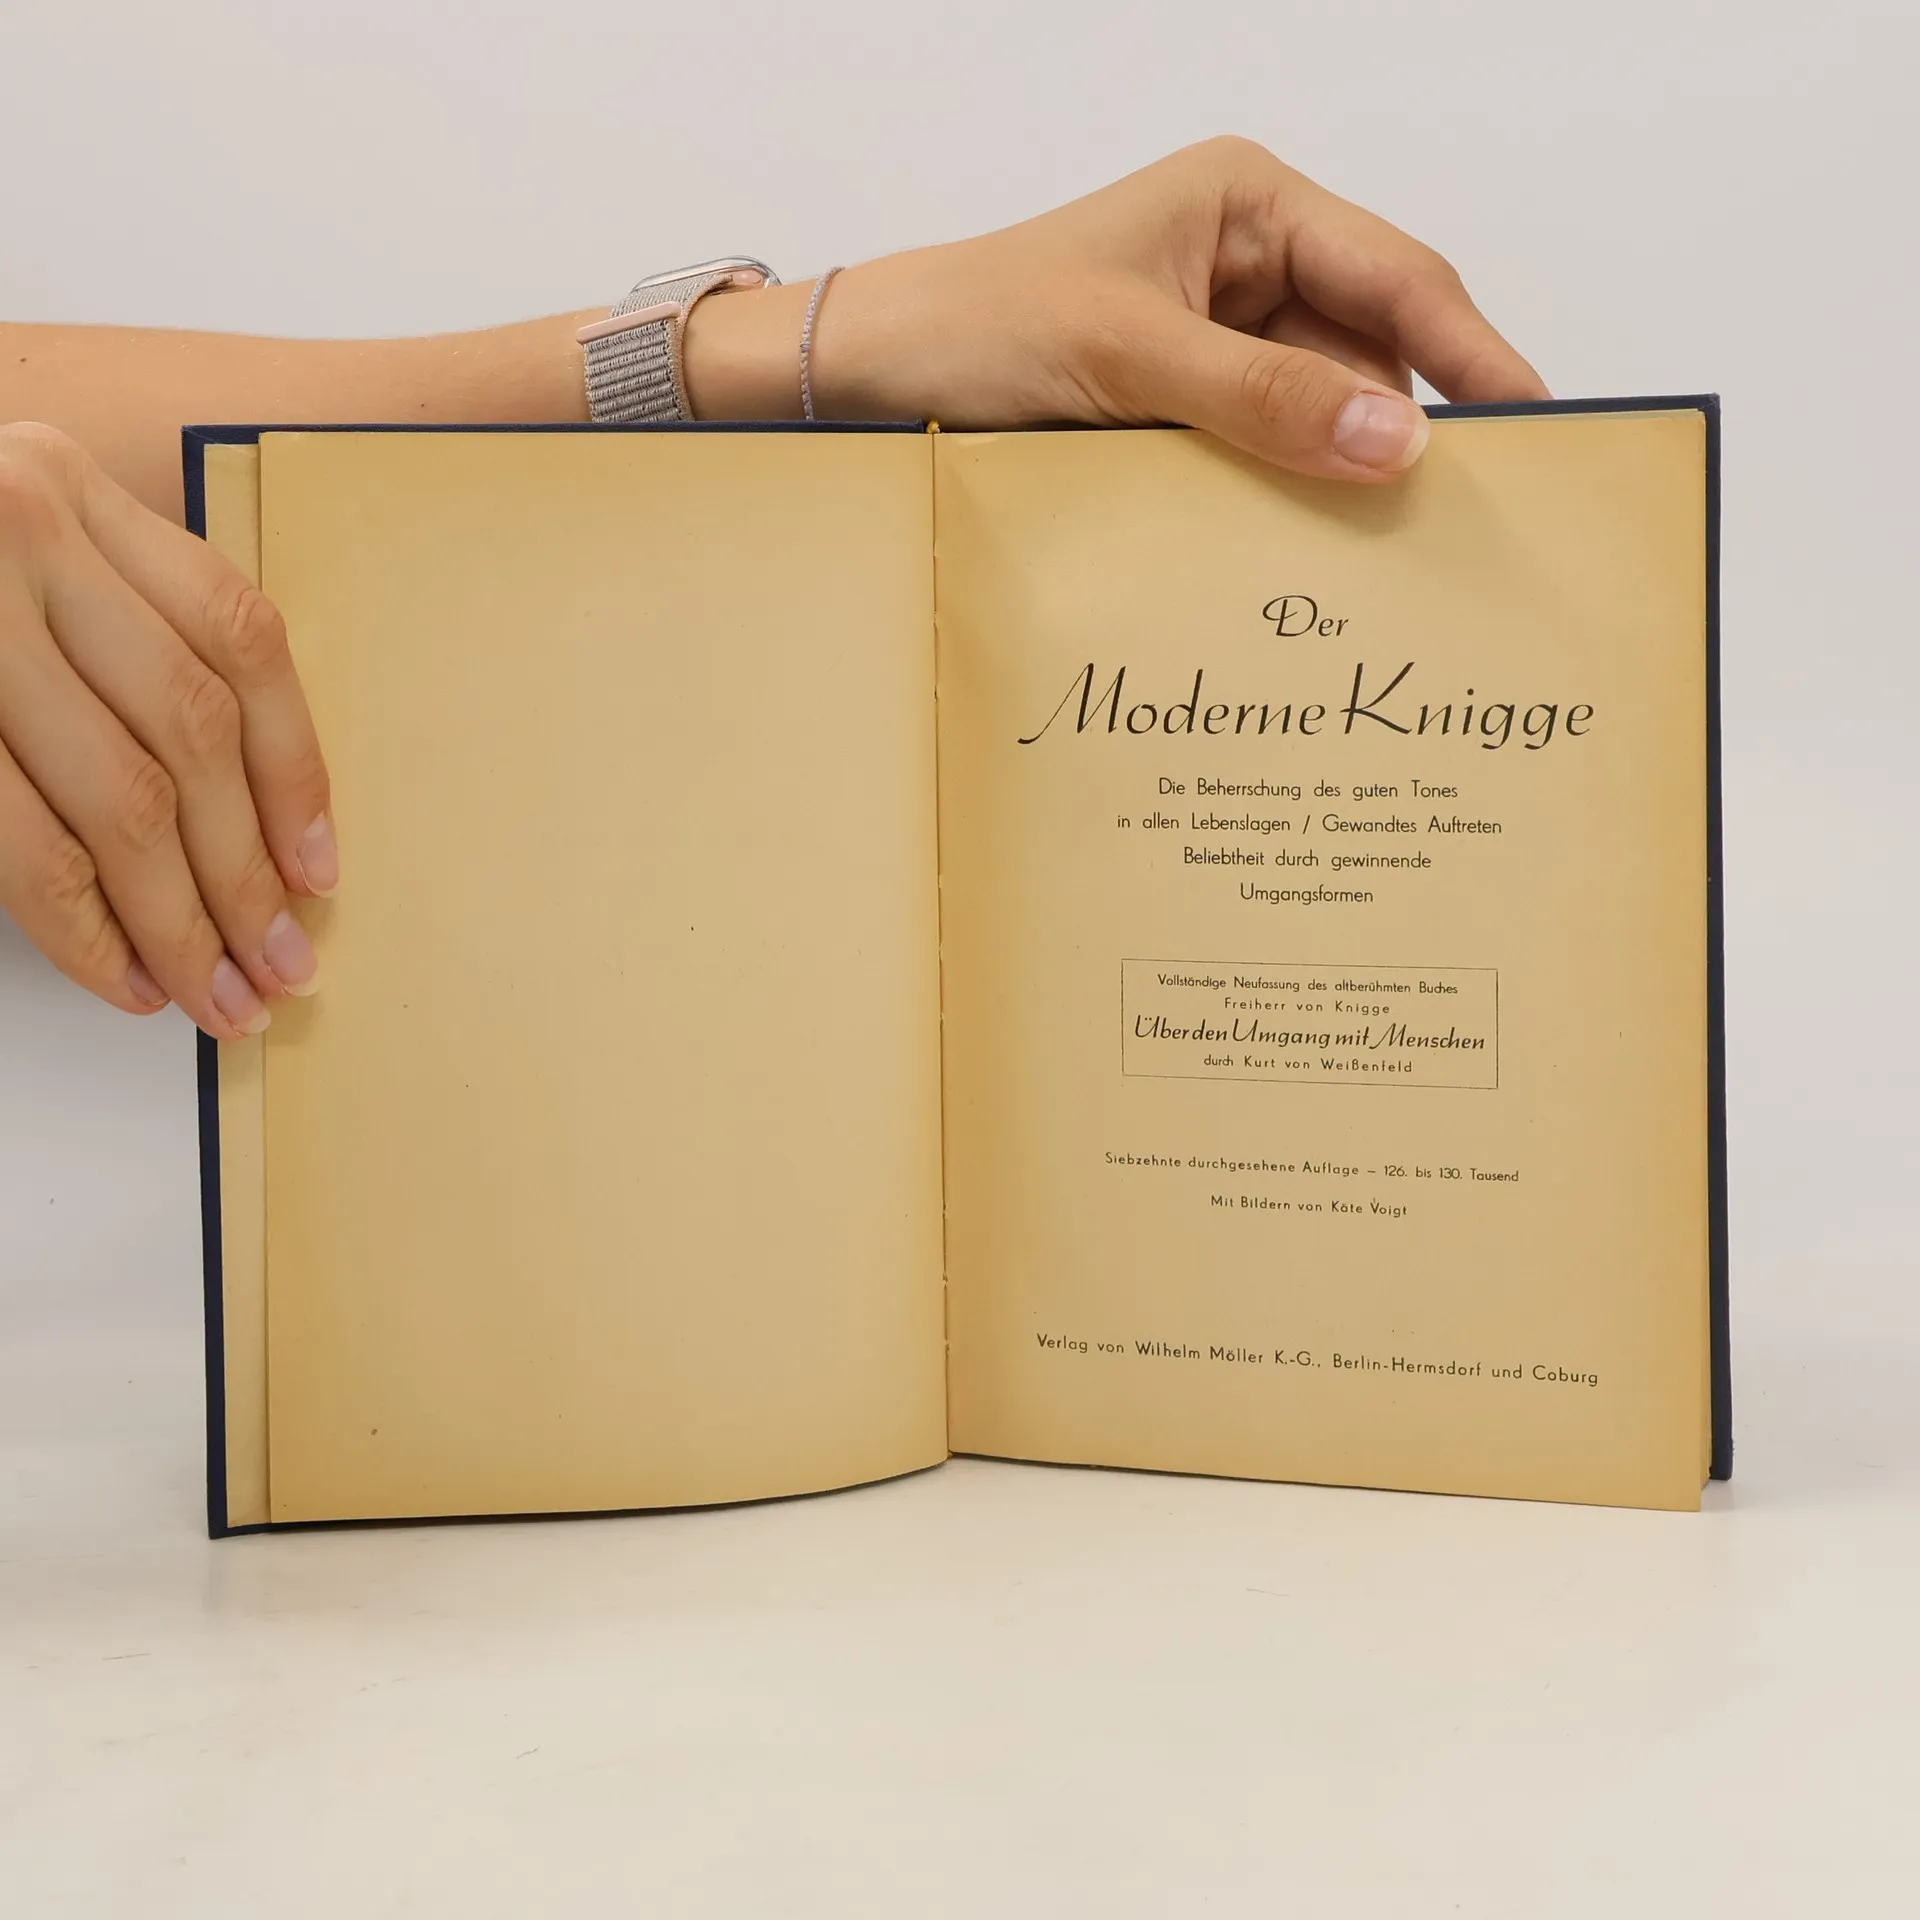 Der
Moderne Knigge
Die Beherrschung des guten Tones
in allen Lebenslagen / Gewandtes Auftreten
Beliebtheit durch gewinnende
Umgangsformen
Vollständige Neufassung des altberühmten Buches
Freiherr von Knigge
Über den Umgang mit Menschen
durch Kurt von Weißenfeld
Siebzehnte durchgesehene Auflage – 126. bis 130. Tausend
Mit Bildern von Käte Voigt
Verlag von Wilhelm Möller K.-G., Berlin-Hermsdorf und Coburg